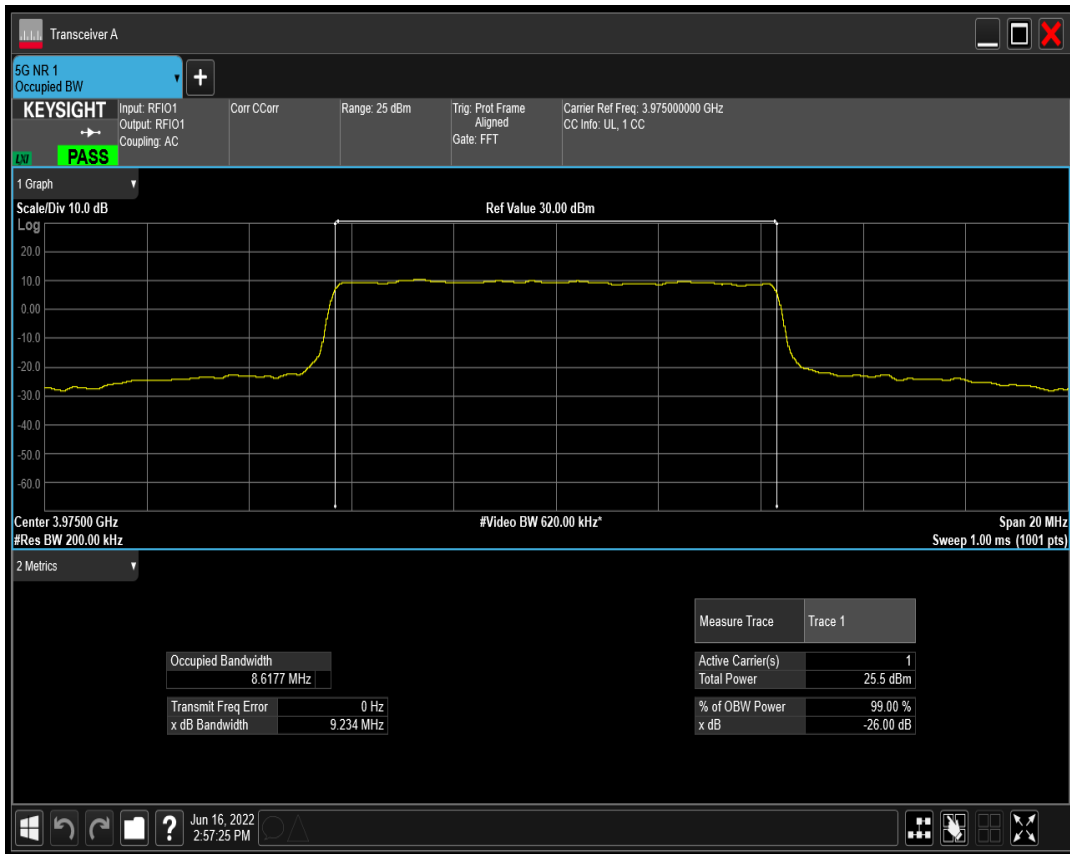 Transceiver A
5G NR 1
Occupied BW
+
KEYSIGHT
LXI
PASS
Input: RFIO1
Output: RFIO1
Coupling: AC
Corr CCorr
Range: 25 dBm
Trig: Prot Frame
Aligned
Gate: FFT
Carrier Ref Freq: 3.975000000 GHz
CC Info: UL, 1 CC
1 Graph
Scale/Div 10.0 dB
Ref Value 30.00 dBm
Log
20.0
10.0
0.00
-10.0
-20.0
-30.0
-40.0
-50.0
-60.0
Center 3.97500 GHz
#Video BW 620.00 kHz*
Span 20 MHz
#Res BW 200.00 kHz
Sweep 1.00 ms (1001 pts)
2 Metrics
Measure Trace Trace 1
Occupied Bandwidth
8.6177 MHz
Active Carrier(s) 1
Total Power 25.5 dBm
Transmit Freq Error 0 Hz
x dB Bandwidth 9.234 MHz
% of OBW Power 99.00 %
x dB -26.00 dB
?
Jun 16, 2022
2:57:25 PM